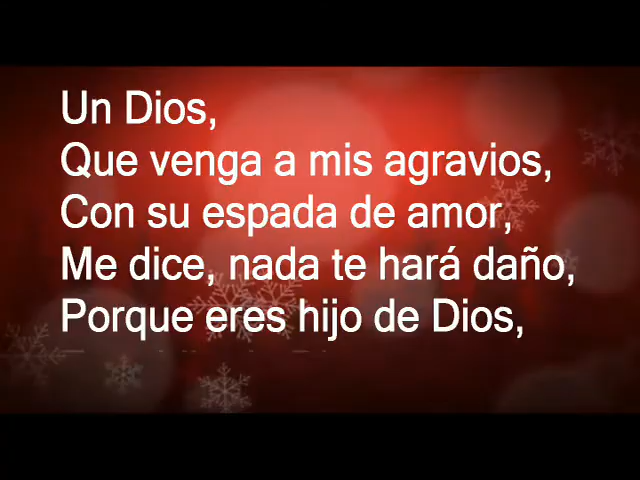 Un Dios,
Que venga a mis agravios,
Con su espada de amor,
Me dice, nada te hará daño,
Porque eres hijo de Dios,